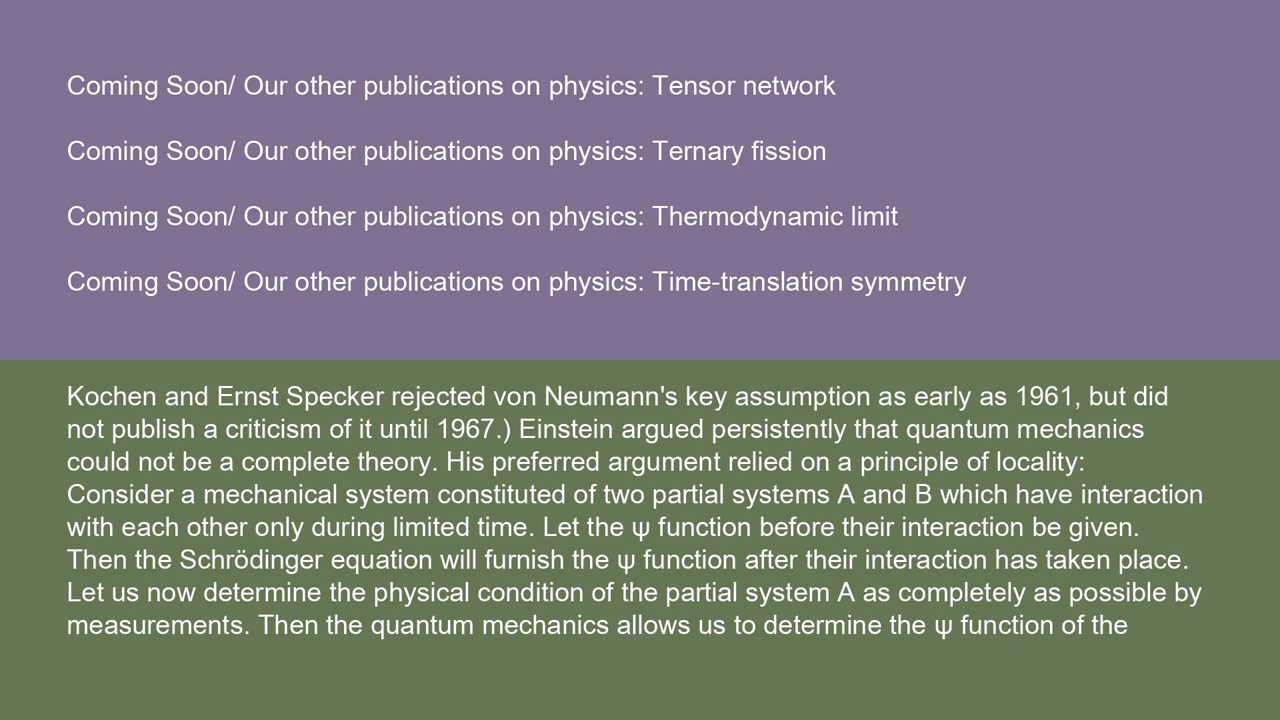 Coming Soon/ Our other publications on physics: Tensor network
Coming Soon/ Our other publications on physics: Ternary fission
Coming Soon/ Our other publications on physics: Thermodynamic limit
Coming Soon/ Our other publications on physics: Time-translation symmetry
Kochen and Ernst Specker rejected von Neumann's key assumption as early as 1961, but did
not publish a criticism of it until 1967.) Einstein argued persistently that quantum mechanics
could not be a complete theory. His preferred argument relied on a principle of locality:
Consider a mechanical system constituted of two partial systems A and B which have interaction
with each other only during limited time. Let the ψ function before their interaction be given.
Then the Schrödinger equation will furnish the ψ function after their interaction has taken place.
Let us now determine the physical condition of the partial system A as completely as possible by
measurements. Then the quantum mechanics allows us to determine the ψ function of the